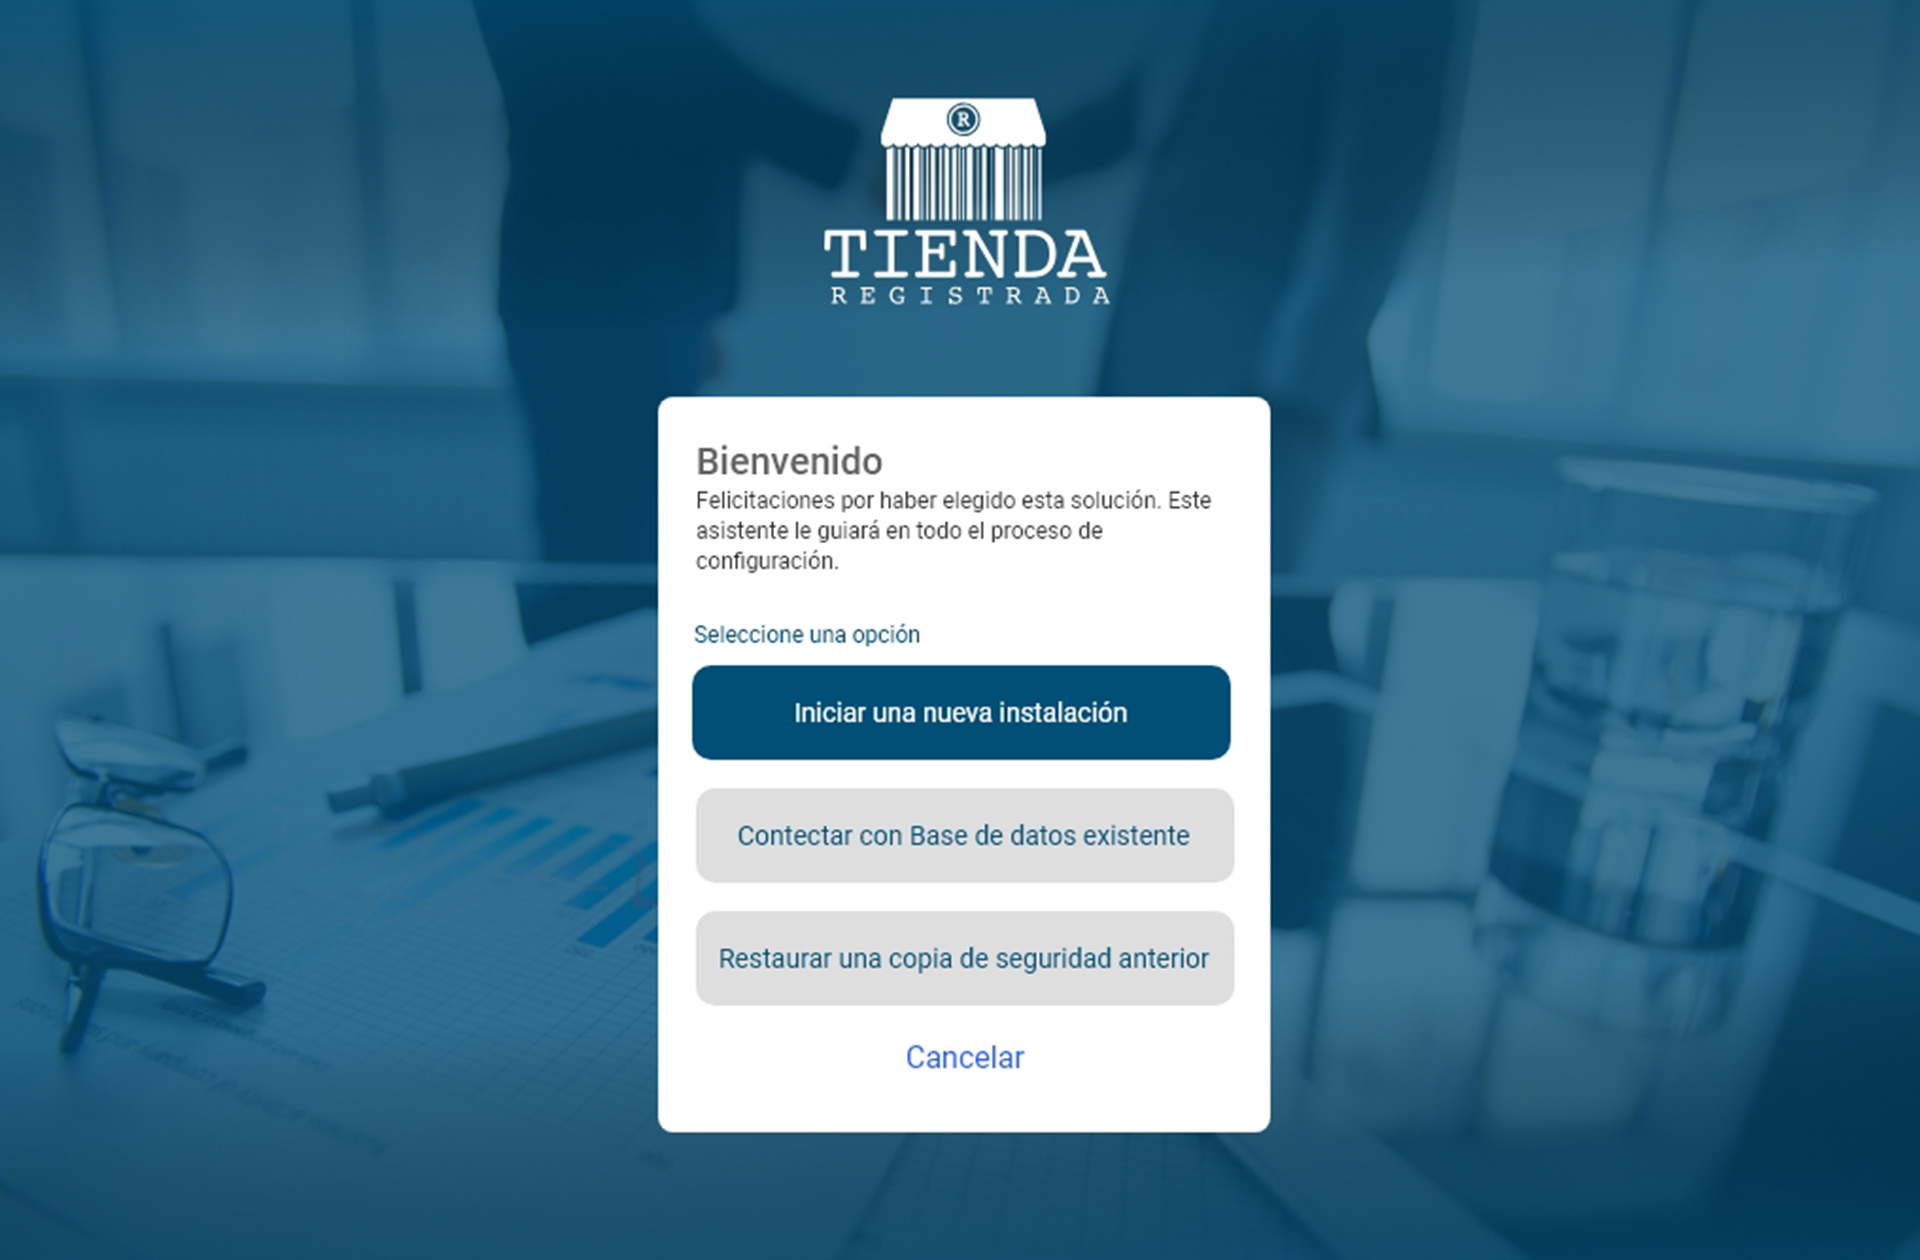 R
TIENDA
REGISTRADA
Bienvenido
Felicitaciones por haber elegido esta solución. Este
asistente le guiará en todo el proceso de
configuración.
Seleccione una opción
Iniciar una nueva instalación
Contectar con Base de datos existente
Restaurar una copia de seguridad anterior
Cancelar